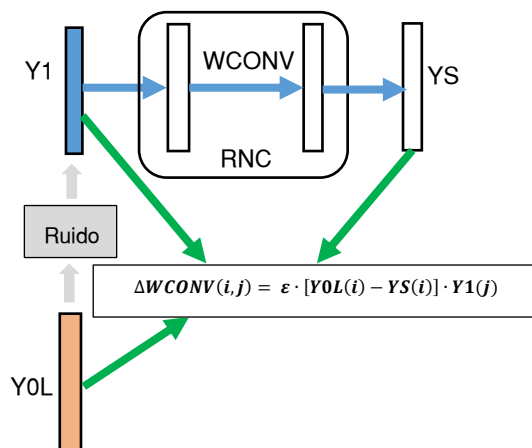 Y1
WCONV
YS
RNC
Ruido
ΔWCONV(i,j) = ε · [Y0L(i) − YS(i)] · Y1(j)
Y0L